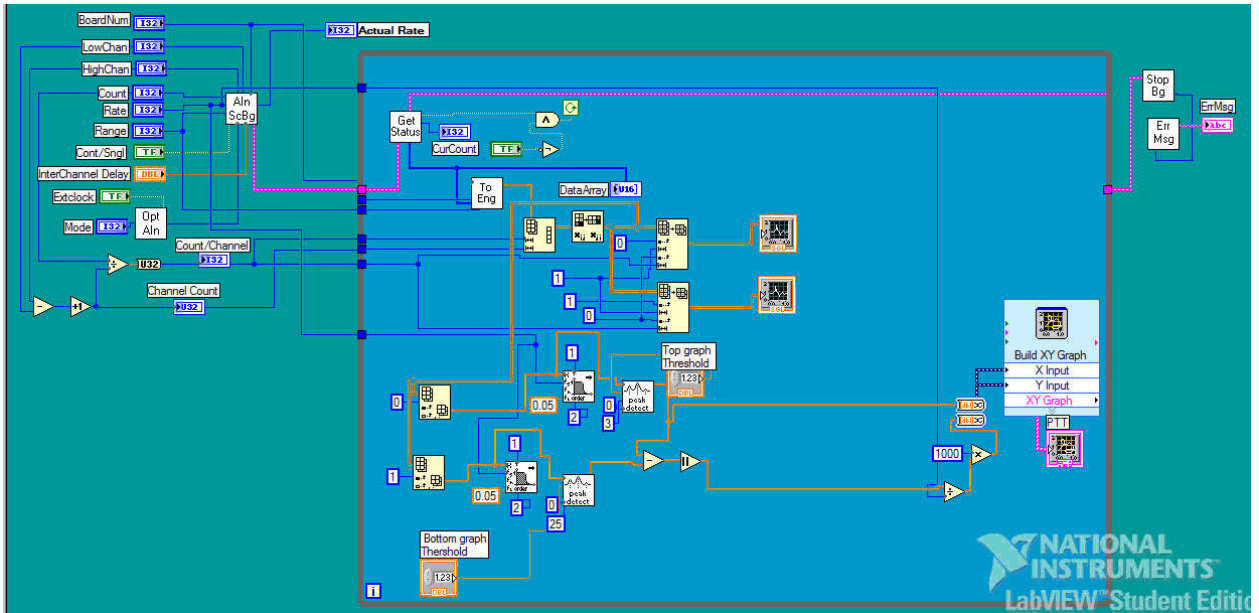 BoardNum
I32
I32
Actual Rate
LowChan
I32
HighChan
I32
Count
I32
Rate
I32
Range
I32
AIn
ScBg
Cont/Sngl
TF
InterChannel Delay
DBL
Extclock
TF
Mode
I32
Opt
AIn
Count/Channel
I32
U32
Channel Count
U32
+1
Get
Status
I32
CurCount
TF
To
Eng
DataArray
U16
0
1
1
0
SGL
SGL
Stop
Bg
ErrMsg
abc
Err
Msg
Build XY Graph
X Input
Y Input
XY Graph
PTT
1000
Top graph
Threshold
1.23
DBL
0
1
0.05
2
0
3
peak
detect
1
1
0.05
2
0
25
peak
detect
Bottom graph
Thershold
1.23
DBL
i
NATIONAL
INSTRUMENTS
LabVIEW Student Editio